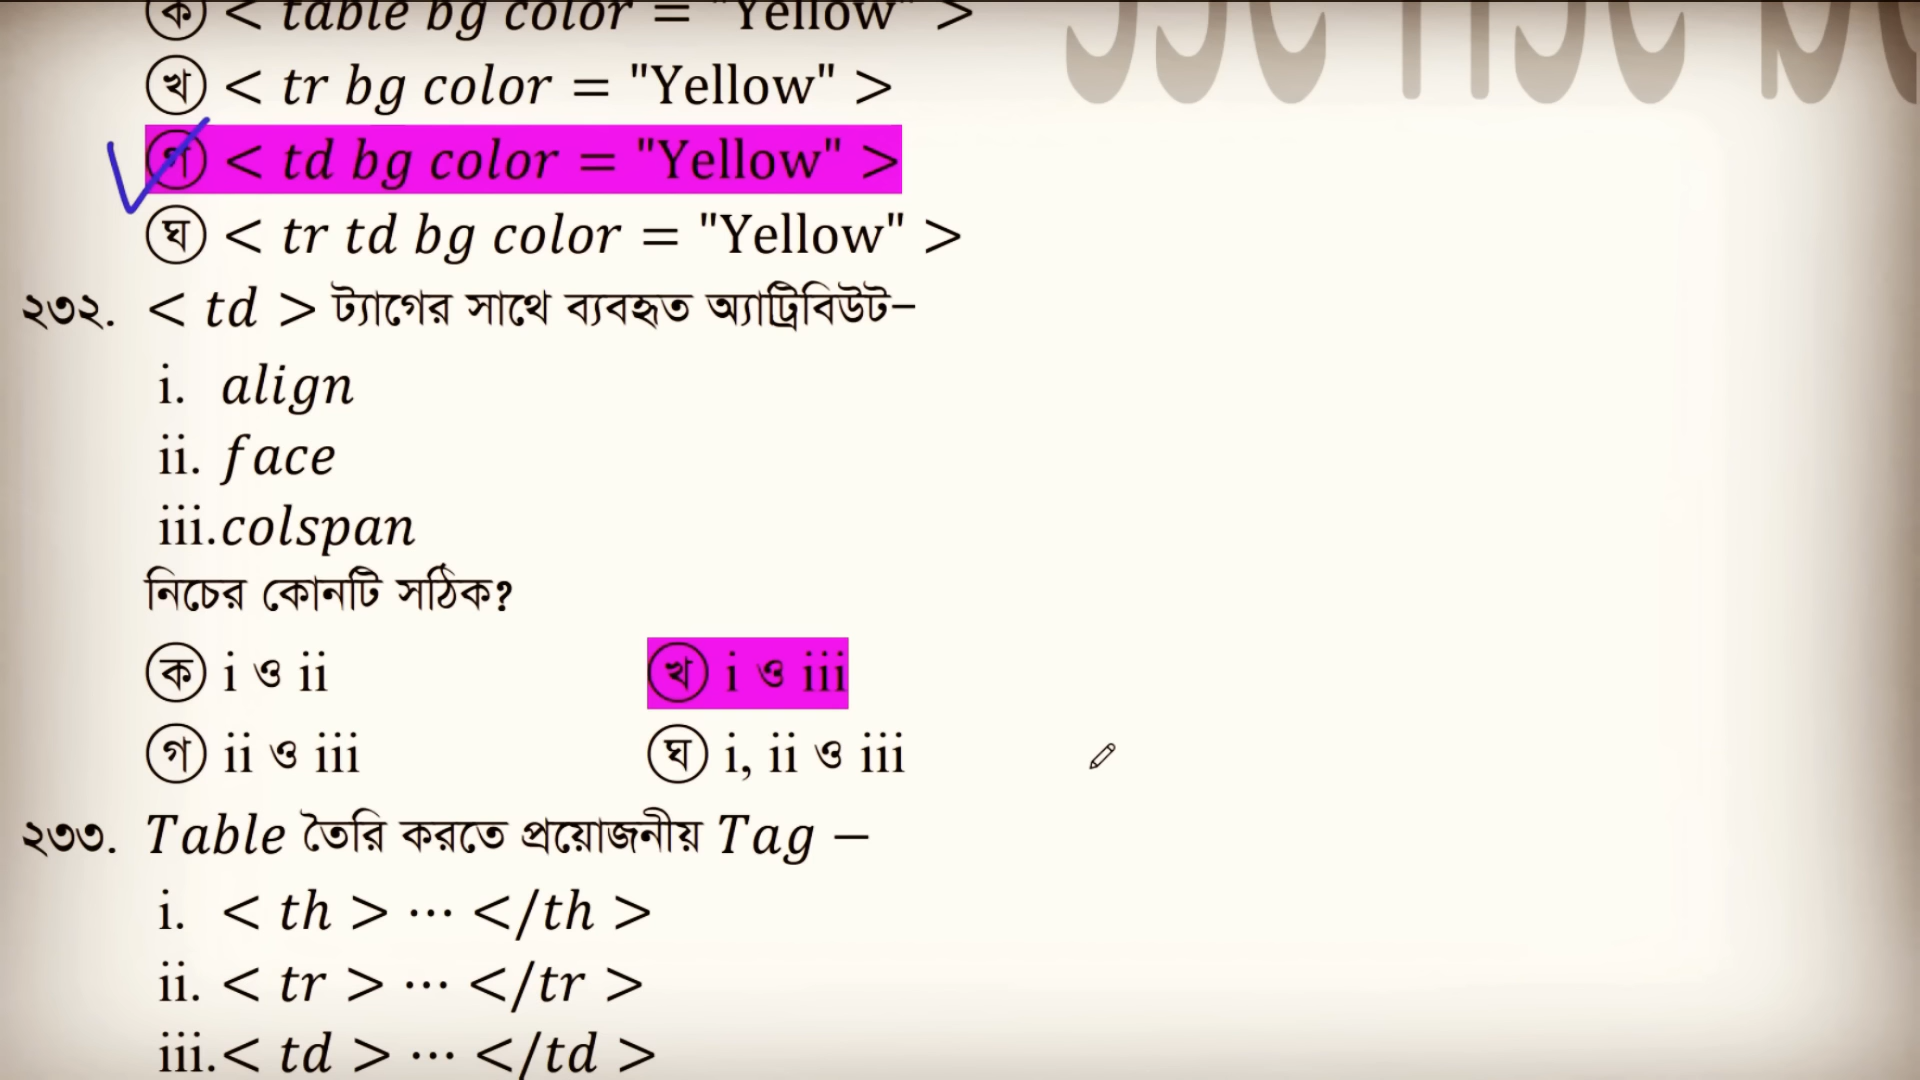 ক < table bg color = "Yellow" >
খ < tr bg color = "Yellow" >
গ < td bg color = "Yellow" >
ঘ < tr td bg color = "Yellow" >
২৩২. < td > ট্যাগের সাথে ব্যবহৃত অ্যাট্রিবিউট–
i. align
ii. face
iii. colspan
নিচের কোনটি সঠিক?
ক i ও ii খ i ও iii
গ ii ও iii ঘ i, ii ও iii
২৩৩. Table তৈরি করতে প্রয়োজনীয় Tag –
i. < th > ⋯ </th >
ii. < tr > ⋯ </tr >
iii. < td > ⋯ </td >